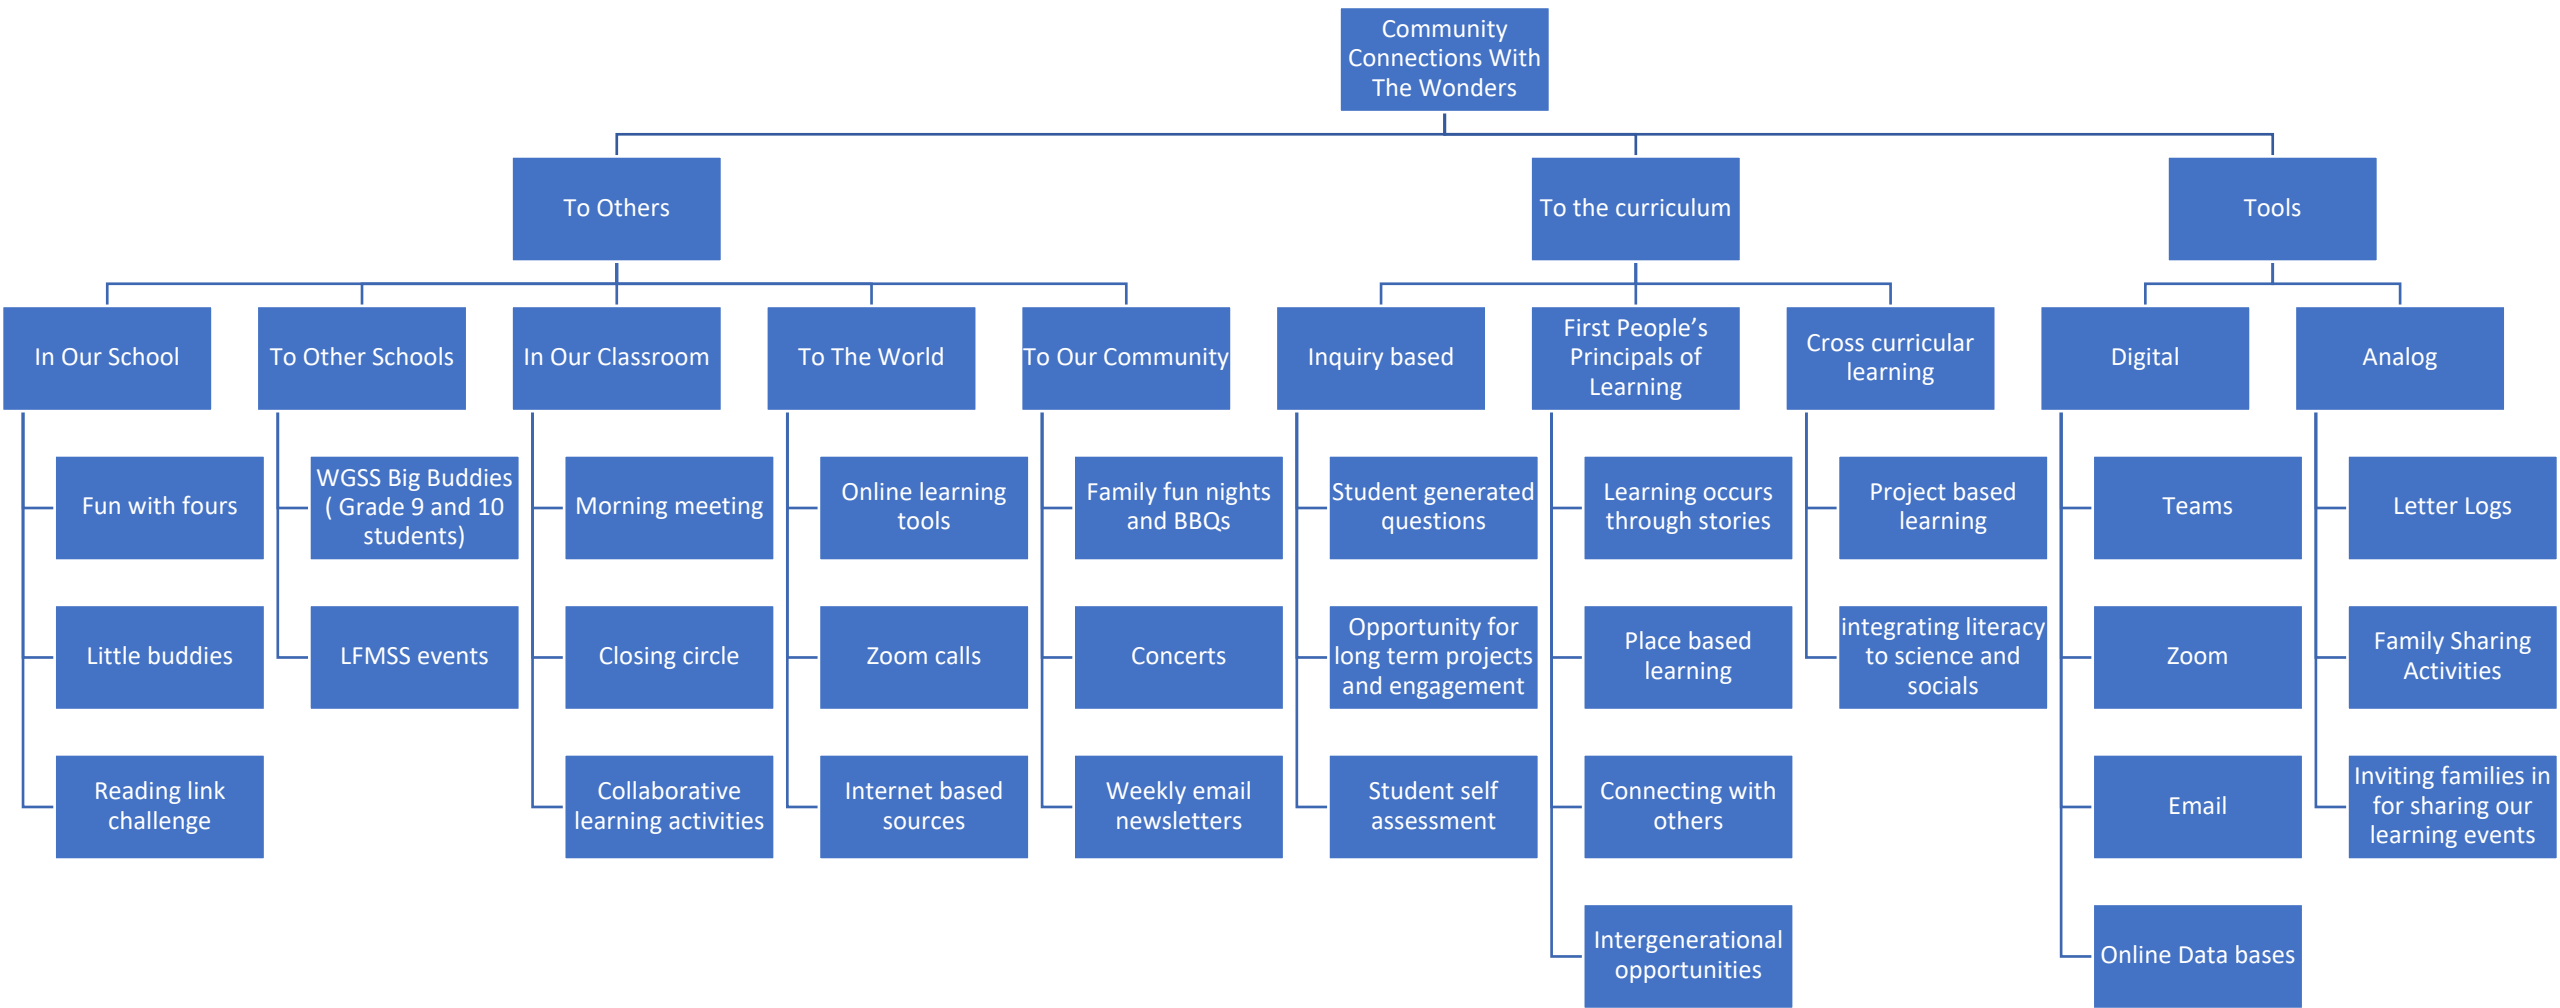 Community
Connections With
The Wonders
To Others
To the curriculum
Tools
In Our School
To Other Schools
In Our Classroom
To The World
To Our Community
Inquiry based
First People’s
Principals of
Learning
Cross curricular
learning
Digital
Analog
Fun with fours
WGSS Big Buddies
( Grade 9 and 10
students)
Morning meeting
Online learning
tools
Family fun nights
and BBQs
Student generated
questions
Learning occurs
through stories
Project based
learning
Teams
Letter Logs
Little buddies
LFMSS events
Closing circle
Zoom calls
Concerts
Opportunity for
long term projects
and engagement
Place based
learning
integrating literacy
to science and
socials
Zoom
Family Sharing
Activities
Reading link
challenge
Collaborative
learning activities
Internet based
sources
Weekly email
newsletters
Student self
assessment
Connecting with
others
Email
Inviting families in
for sharing our
learning events
Intergenerational
opportunities
Online Data bases